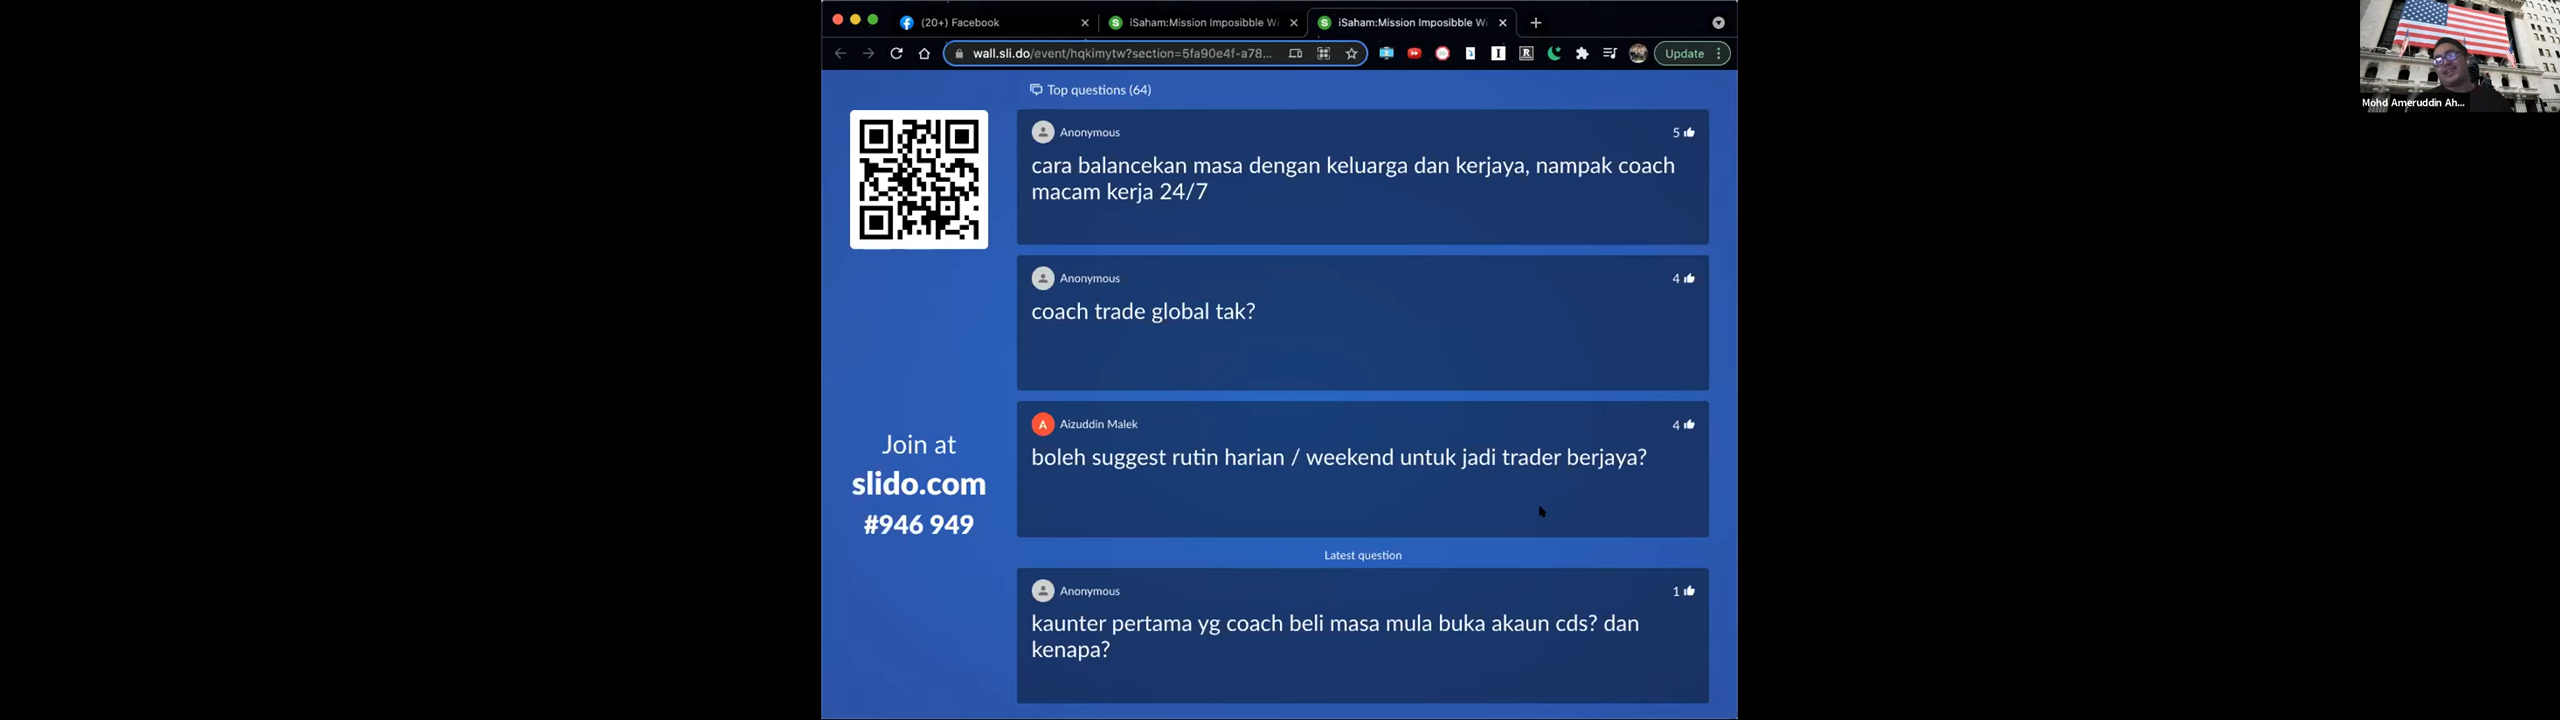 (20+) Facebook
iSaham:Mission Imposibble Wi
iSaham:Mission Imposibble Wi
wall.sli.do/event/hqkimytw?section=5fa90e4f-a78...
Update
Mohd Ameruddin Ah...
Top questions (64)
Anonymous
5
cara balancekan masa dengan keluarga dan kerjaya, nampak coach
macam kerja 24/7
Anonymous
4
coach trade global tak?
Join at
slido.com
#946 949
A
Aizuddin Malek
4
boleh suggest rutin harian / weekend untuk jadi trader berjaya?
Latest question
Anonymous
1
kaunter pertama yg coach beli masa mula buka akaun cds? dan
kenapa?